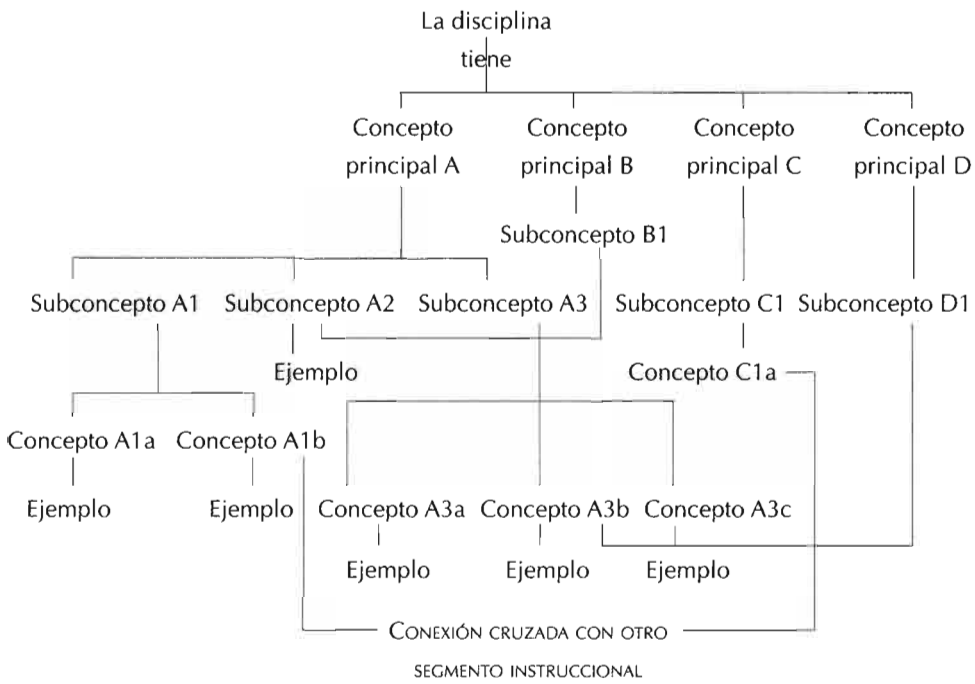 La disciplina
tiene
Concepto Concepto Concepto Concepto
principal A principal B principal C principal D
Subconcepto B1
Subconcepto A1 Subconcepto A2 Subconcepto A3 Subconcepto C1 Subconcepto D1
Ejemplo Concepto C1a
Concepto A1a Concepto A1b
Ejemplo Ejemplo Concepto A3a Concepto A3b Concepto A3c
Ejemplo Ejemplo Ejemplo
CONEXIÓN CRUZADA CON OTRO
SEGMENTO INSTRUCCIONAL